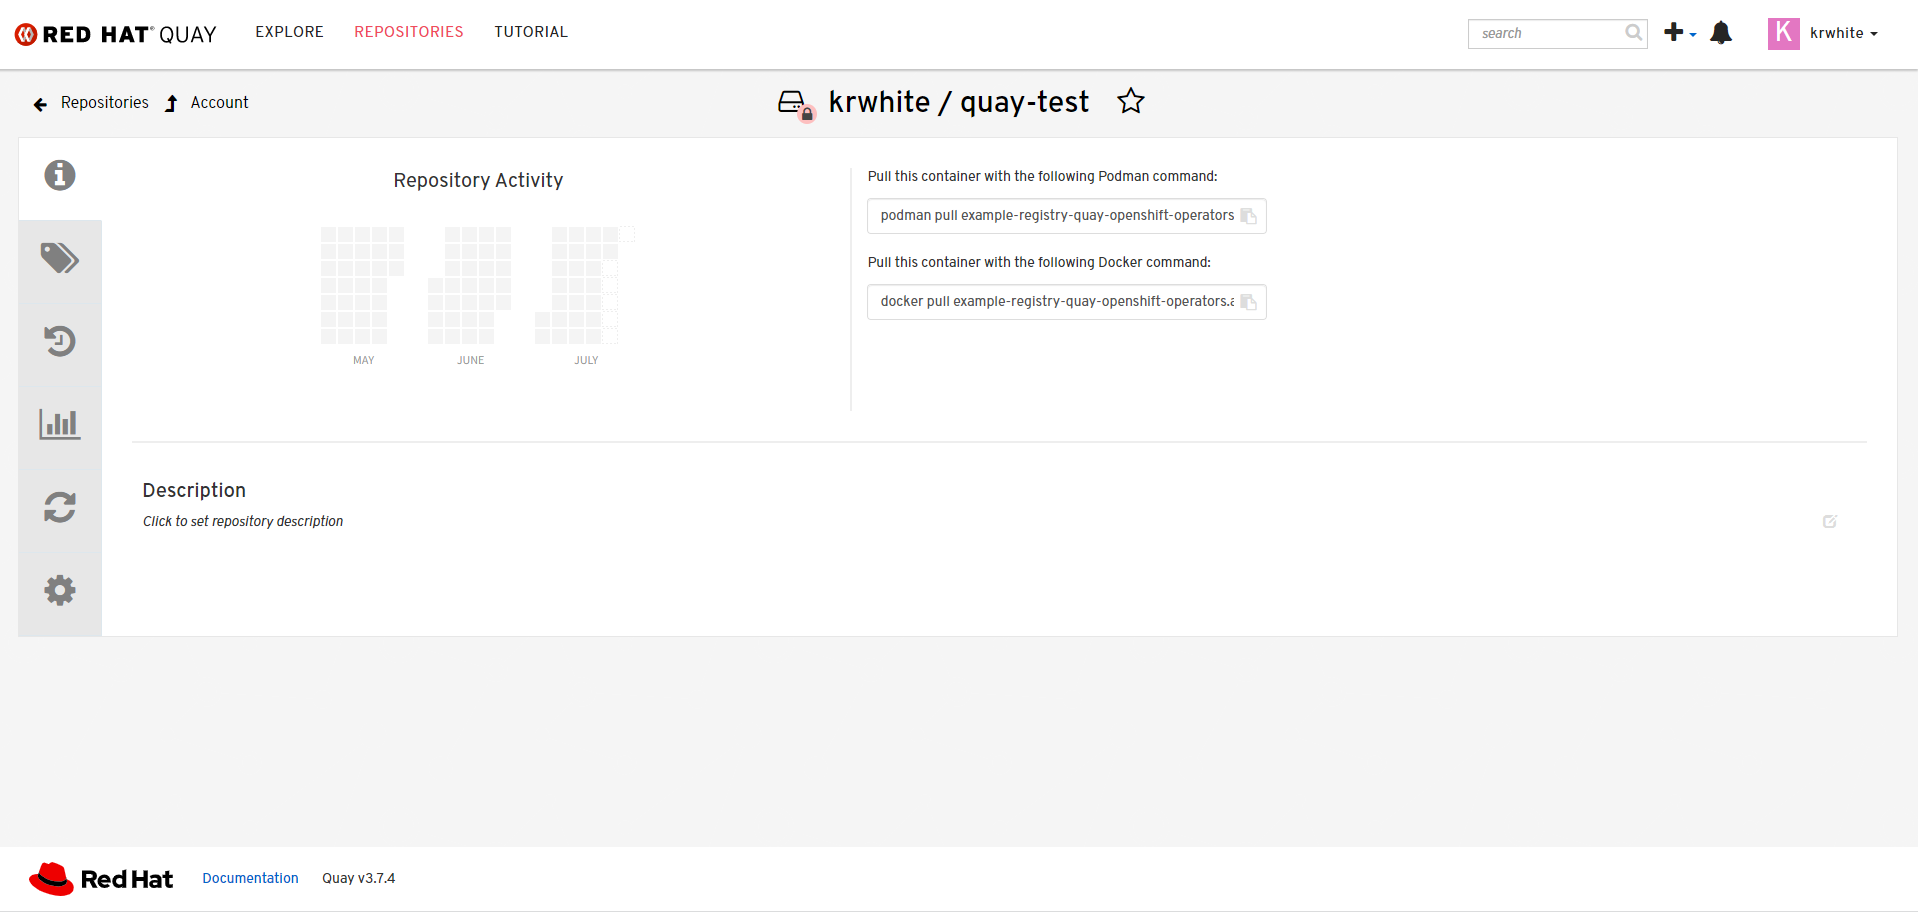 RED HAT® QUAY EXPLORE REPOSITORIES TUTORIAL search K krwhite
Repositories Account krwhite / quay-test
Repository Activity
MAY JUNE JULY
Pull this container with the following Podman command:
podman pull example-registry-quay-openshift-operators
Pull this container with the following Docker command:
docker pull example-registry-quay-openshift-operators.a
Description
Click to set repository description
Red Hat Documentation Quay v3.7.4